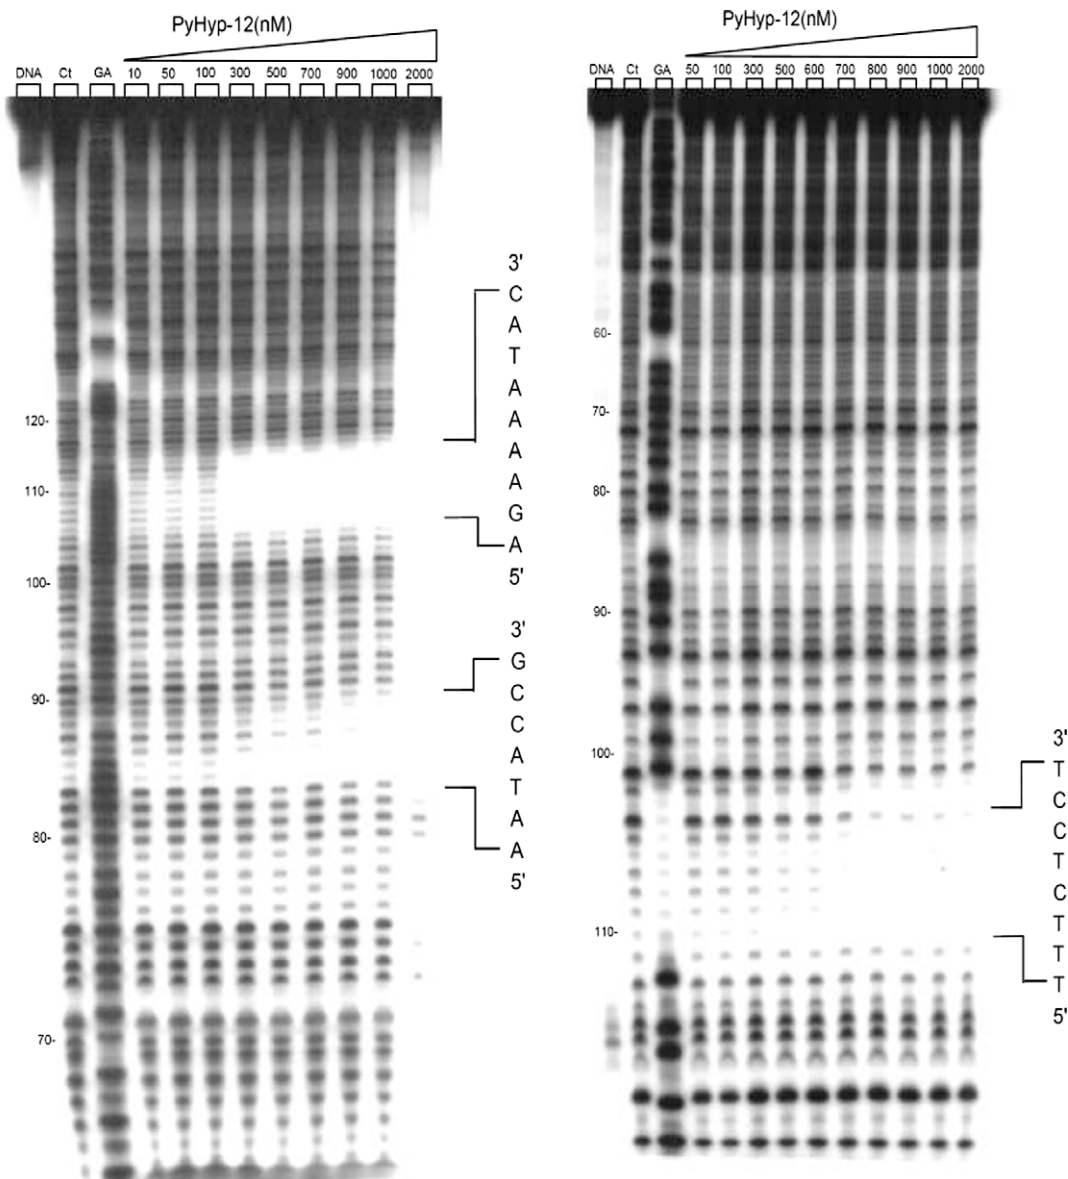 PyHyp-12(nM)
DNA Ct GA 10 50 100 300 500 700 900 1000 2000
120-
110-
100-
90-
80-
70-
3'
C
A
T
A
A
A
A
G
A
5'
3'
G
C
C
A
T
A
A
5'
PyHyp-12(nM)
DNA Ct GA 50 100 300 500 600 700 800 900 1000 2000
60-
70-
80-
90-
100-
110-
3'
T
C
C
T
C
T
T
T
5'